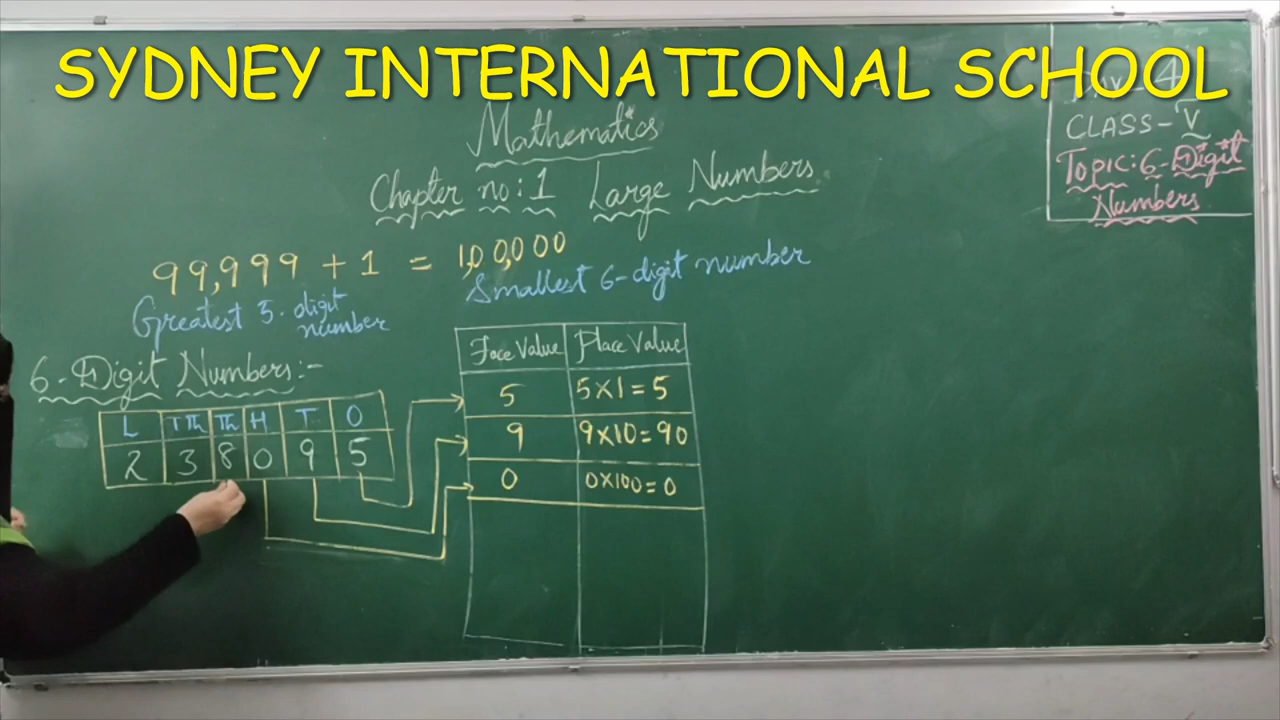 SYDNEY INTERNATIONAL SCHOOL
Div 4
CLASS-V
Topic: 6-Digit
Numbers
Mathematics
Chapter no:1 Large Numbers
99,999 + 1 = 1,00,000
Greatest 5-digit number
Smallest 6-digit number
6-Digit Numbers:-
L TTh Th H T O
2 3 8 0 9 5
Face Value Place Value
5 5×1=5
9 9×10=90
0 0×100=0